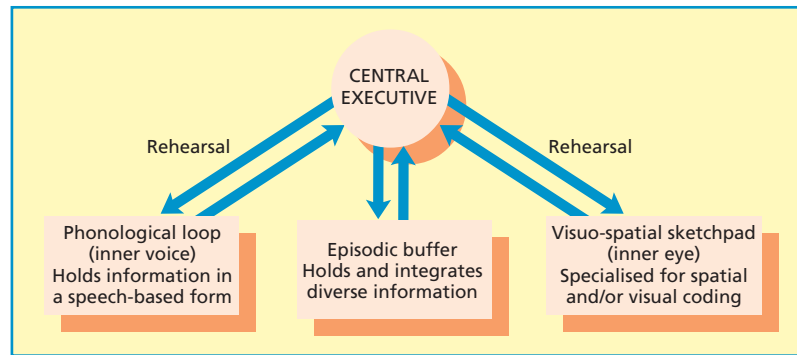 CENTRAL
EXECUTIVE
Rehearsal
Rehearsal
Phonological loop
(inner voice)
Holds information in
a speech-based form
Episodic buffer
Holds and integrates
diverse information
Visuo-spatial sketchpad
(inner eye)
Specialised for spatial
and/or visual coding